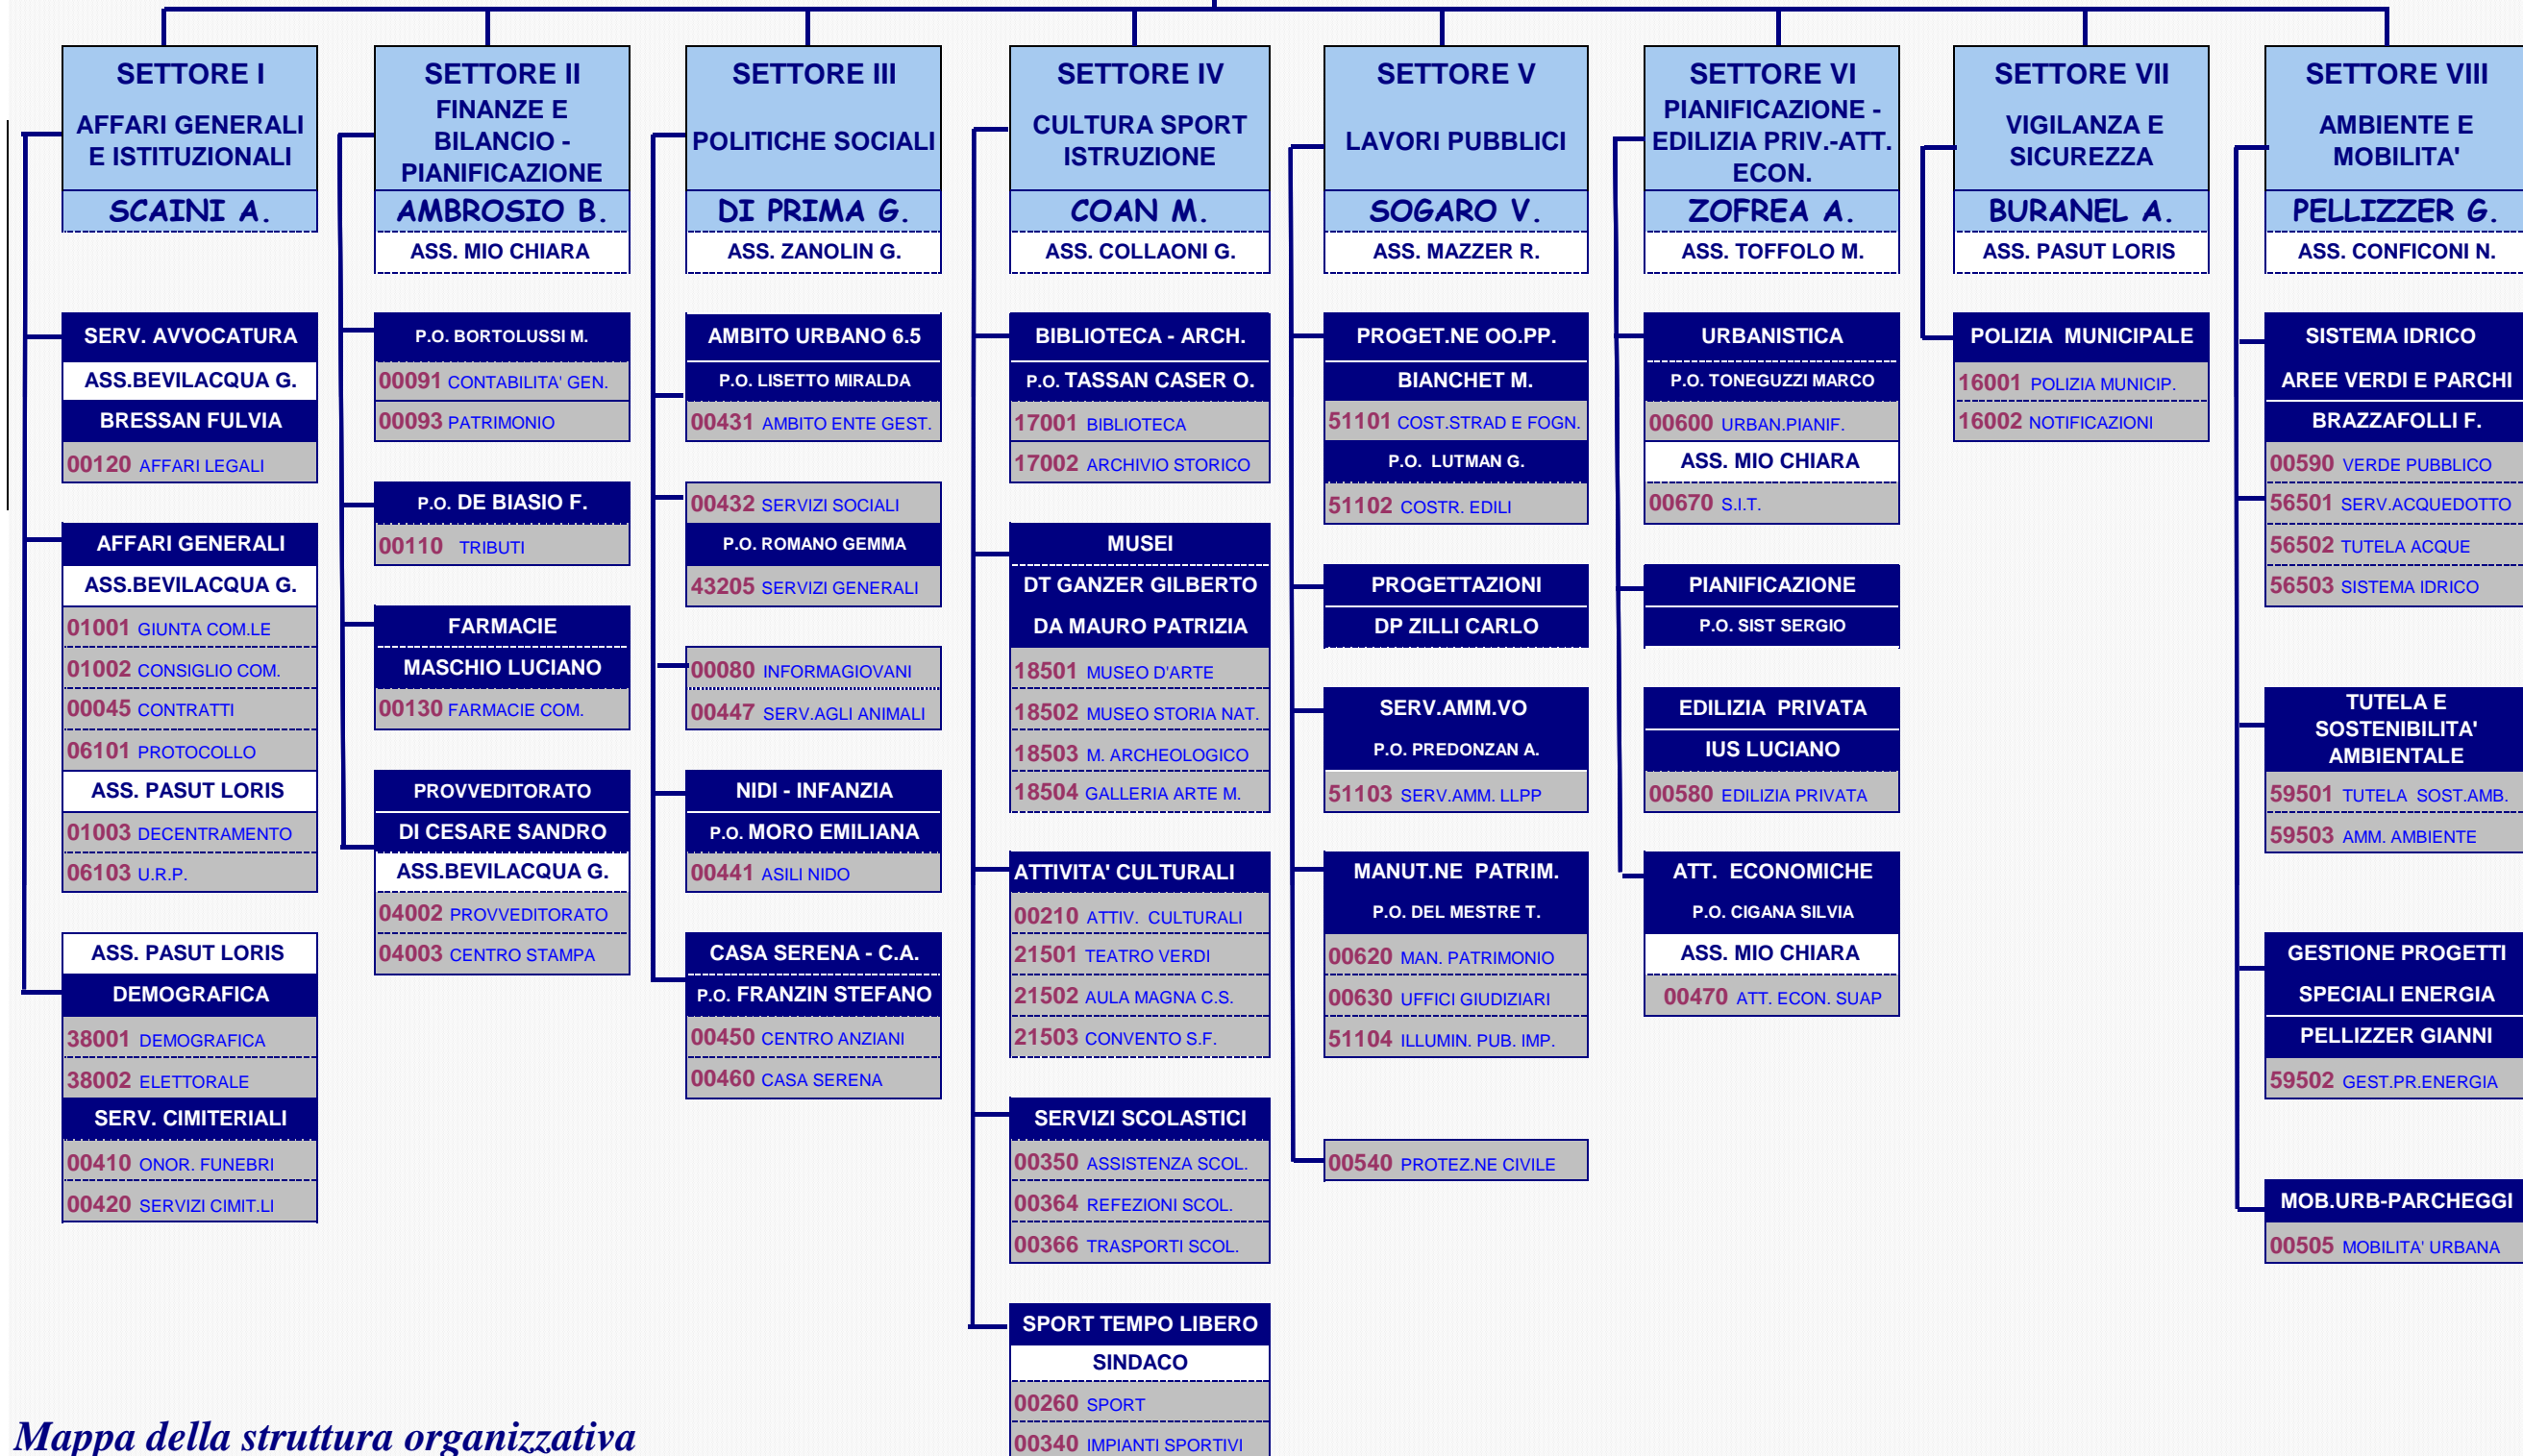 SETTORE I
AFFARI GENERALI
E ISTITUZIONALI
SCAINI A.
SERV. AVVOCATURA
ASS.BEVILACQUA G.
BRESSAN FULVIA
00120 AFFARI LEGALI
AFFARI GENERALI
ASS.BEVILACQUA G.
01001 GIUNTA COM.LE
01002 CONSIGLIO COM.
00045 CONTRATTI
06101 PROTOCOLLO
ASS. PASUT LORIS
01003 DECENTRAMENTO
06103 U.R.P.
ASS. PASUT LORIS
DEMOGRAFICA
38001 DEMOGRAFICA
38002 ELETTORALE
SERV. CIMITERIALI
00410 ONOR. FUNEBRI
00420 SERVIZI CIMIT.LI
SETTORE II
FINANZE E
BILANCIO -
PIANIFICAZIONE
AMBROSIO B.
ASS. MIO CHIARA
P.O. BORTOLUSSI M.
00091 CONTABILITA' GEN.
00093 PATRIMONIO
P.O. DE BIASIO F.
00110 TRIBUTI
FARMACIE
MASCHIO LUCIANO
00130 FARMACIE COM.
PROVVEDITORATO
DI CESARE SANDRO
ASS.BEVILACQUA G.
04002 PROVVEDITORATO
04003 CENTRO STAMPA
SETTORE III
POLITICHE SOCIALI
DI PRIMA G.
ASS. ZANOLIN G.
AMBITO URBANO 6.5
P.O. LISETTO MIRALDA
00431 AMBITO ENTE GEST.
00432 SERVIZI SOCIALI
P.O. ROMANO GEMMA
43205 SERVIZI GENERALI
00080 INFORMAGIOVANI
00447 SERV.AGLI ANIMALI
NIDI - INFANZIA
P.O. MORO EMILIANA
00441 ASILI NIDO
CASA SERENA - C.A.
P.O. FRANZIN STEFANO
00450 CENTRO ANZIANI
00460 CASA SERENA
SETTORE IV
CULTURA SPORT
ISTRUZIONE
COAN M.
ASS. COLLAONI G.
BIBLIOTECA - ARCH.
P.O. TASSAN CASER O.
17001 BIBLIOTECA
17002 ARCHIVIO STORICO
MUSEI
DT GANZER GILBERTO
DA MAURO PATRIZIA
18501 MUSEO D'ARTE
18502 MUSEO STORIA NAT.
18503 M. ARCHEOLOGICO
18504 GALLERIA ARTE M.
ATTIVITA' CULTURALI
00210 ATTIV. CULTURALI
21501 TEATRO VERDI
21502 AULA MAGNA C.S.
21503 CONVENTO S.F.
SERVIZI SCOLASTICI
00350 ASSISTENZA SCOL.
00364 REFEZIONI SCOL.
00366 TRASPORTI SCOL.
SPORT TEMPO LIBERO
SINDACO
00260 SPORT
00340 IMPIANTI SPORTIVI
SETTORE V
LAVORI PUBBLICI
SOGARO V.
ASS. MAZZER R.
PROGET.NE OO.PP.
BIANCHET M.
51101 COST.STRAD E FOGN.
P.O. LUTMAN G.
51102 COSTR. EDILI
PROGETTAZIONI
DP ZILLI CARLO
SERV.AMM.VO
P.O. PREDONZAN A.
51103 SERV.AMM. LLPP
MANUT.NE PATRIM.
P.O. DEL MESTRE T.
00620 MAN. PATRIMONIO
00630 UFFICI GIUDIZIARI
51104 ILLUMIN. PUB. IMP.
00540 PROTEZ.NE CIVILE
SETTORE VI
PIANIFICAZIONE -
EDILIZIA PRIV.-ATT.
ECON.
ZOFREA A.
ASS. TOFFOLO M.
URBANISTICA
P.O. TONEGUZZI MARCO
00600 URBAN.PIANIF.
ASS. MIO CHIARA
00670 S.I.T.
PIANIFICAZIONE
P.O. SIST SERGIO
EDILIZIA PRIVATA
IUS LUCIANO
00580 EDILIZIA PRIVATA
ATT. ECONOMICHE
P.O. CIGANA SILVIA
ASS. MIO CHIARA
00470 ATT. ECON. SUAP
SETTORE VII
VIGILANZA E
SICUREZZA
BURANEL A.
ASS. PASUT LORIS
POLIZIA MUNICIPALE
16001 POLIZIA MUNICIP.
16002 NOTIFICAZIONI
SETTORE VIII
AMBIENTE E
MOBILITA'
PELLIZZER G.
ASS. CONFICONI N.
SISTEMA IDRICO
AREE VERDI E PARCHI
BRAZZAFOLLI F.
00590 VERDE PUBBLICO
56501 SERV.ACQUEDOTTO
56502 TUTELA ACQUE
56503 SISTEMA IDRICO
TUTELA E
SOSTENIBILITA'
AMBIENTALE
59501 TUTELA SOST.AMB.
59503 AMM. AMBIENTE
GESTIONE PROGETTI
SPECIALI ENERGIA
PELLIZZER GIANNI
59502 GEST.PR.ENERGIA
MOB.URB-PARCHEGGI
00505 MOBILITA' URBANA
Mappa della struttura organizzativa